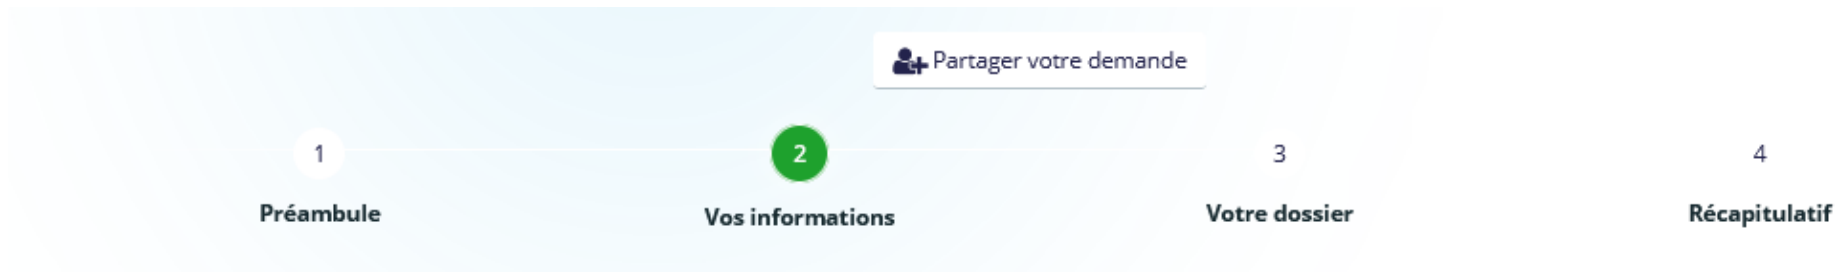 Partager votre demande
1
2
3
4
Préambule
Vos informations
Votre dossier
Récapitulatif